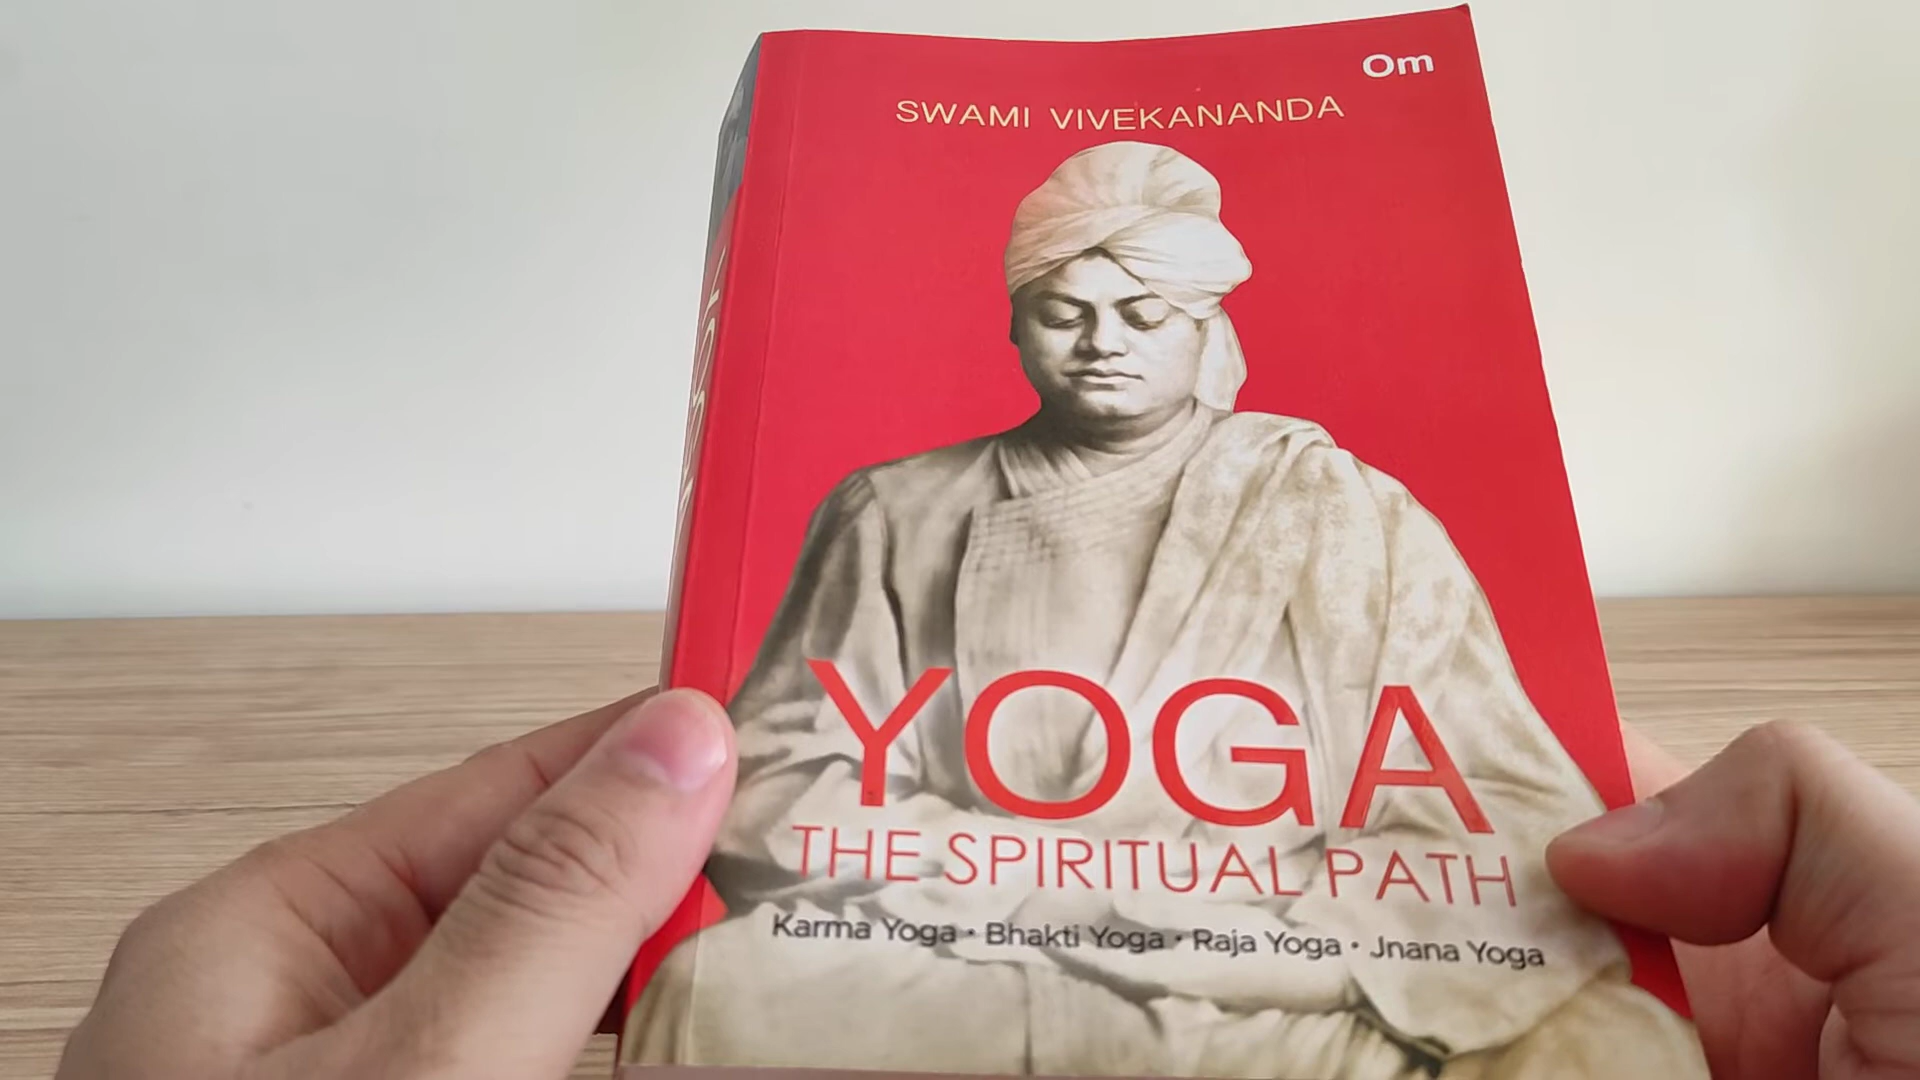 Om
SWAMI VIVEKANANDA
YOGA
THE SPIRITUAL PATH
Karma Yoga · Bhakti Yoga · Raja Yoga · Jnana Yoga